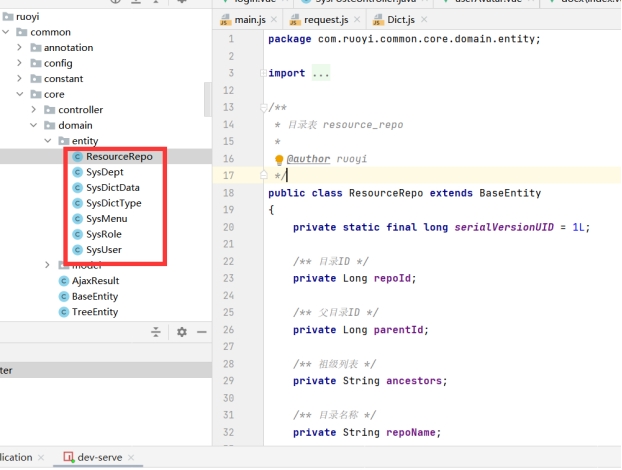 ruoyi
common
annotation
config
constant
core
controller
domain
entity
ResourceRepo
SysDept
SysDictData
SysDictType
SysMenu
SysRole
SysUser
AjaxResult
BaseEntity
TreeEntity
main.js
request.js
Dict.js
1 package com.ruoyi.common.core.domain.entity;
2
3 import ...
12
13 /**
14 * 目录表 resource_repo
15 *
16 * @author ruoyi
17 */
18 public class ResourceRepo extends BaseEntity
19 {
20 private static final long serialVersionUID = 1L;
21
22 /** 目录ID */
23 private Long repoId;
24
25 /** 父目录ID */
26 private Long parentId;
27
28 /** 祖级列表 */
29 private String ancestors;
30
31 /** 目录名称 */
32 private String repoName;
dev-serve